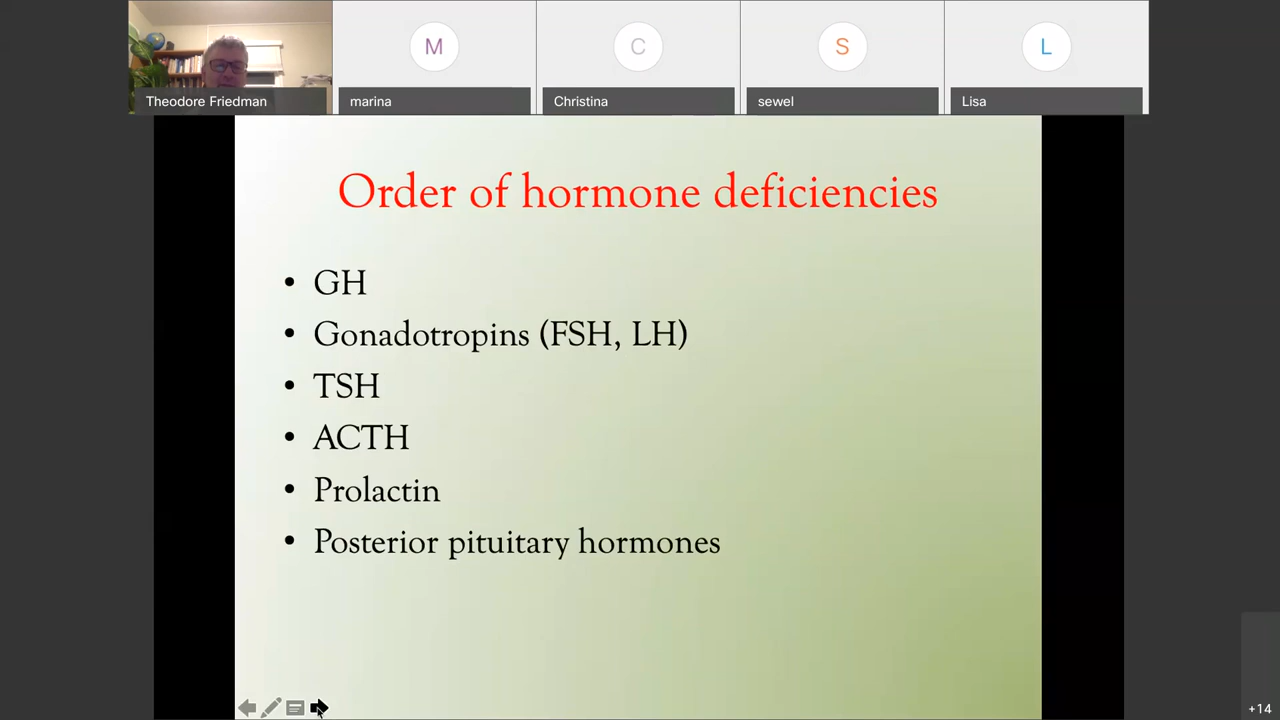 M
C
S
L
Theodore Friedman
marina
Christina
sewel
Lisa
Order of hormone deficiencies
• GH
• Gonadotropins (FSH, LH)
• TSH
• ACTH
• Prolactin
• Posterior pituitary hormones
+14